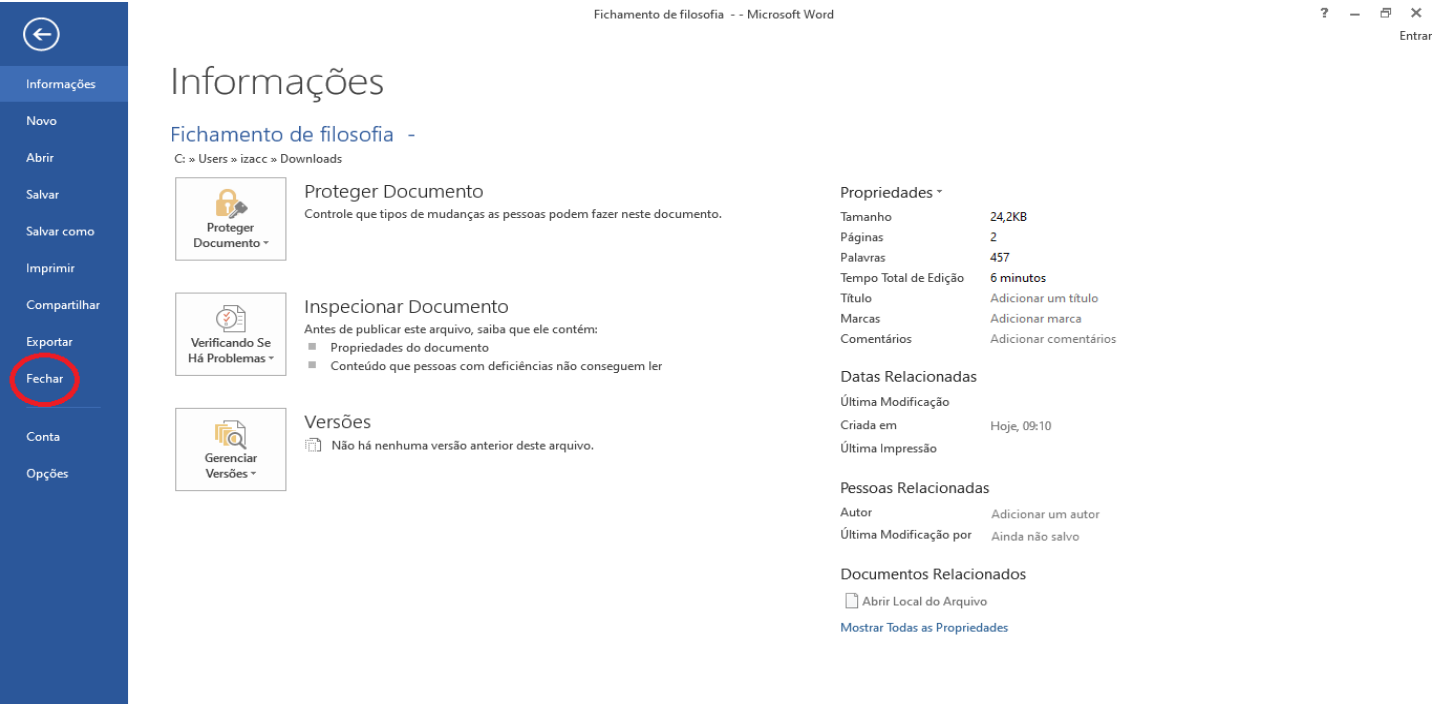 Fichamento de filosofia - - Microsoft Word
?
Entrar
Informações
Novo
Abrir
Salvar
Salvar como
Imprimir
Compartilhar
Exportar
Fechar
Conta
Opções
Informações
Fichamento de filosofia -
C: » Users » izacc » Downloads
Proteger
Documento
Proteger Documento
Controle que tipos de mudanças as pessoas podem fazer neste documento.
Verificando Se
Há Problemas
Inspecionar Documento
Antes de publicar este arquivo, saiba que ele contém:
Propriedades do documento
Conteúdo que pessoas com deficiências não conseguem ler
Gerenciar
Versões
Versões
Não há nenhuma versão anterior deste arquivo.
Propriedades
Tamanho 24,2KB
Páginas 2
Palavras 457
Tempo Total de Edição 6 minutos
Título Adicionar um título
Marcas Adicionar marca
Comentários Adicionar comentários
Datas Relacionadas
Última Modificação
Criada em Hoje, 09:10
Última Impressão
Pessoas Relacionadas
Autor Adicionar um autor
Última Modificação por Ainda não salvo
Documentos Relacionados
Abrir Local do Arquivo
Mostrar Todas as Propriedades